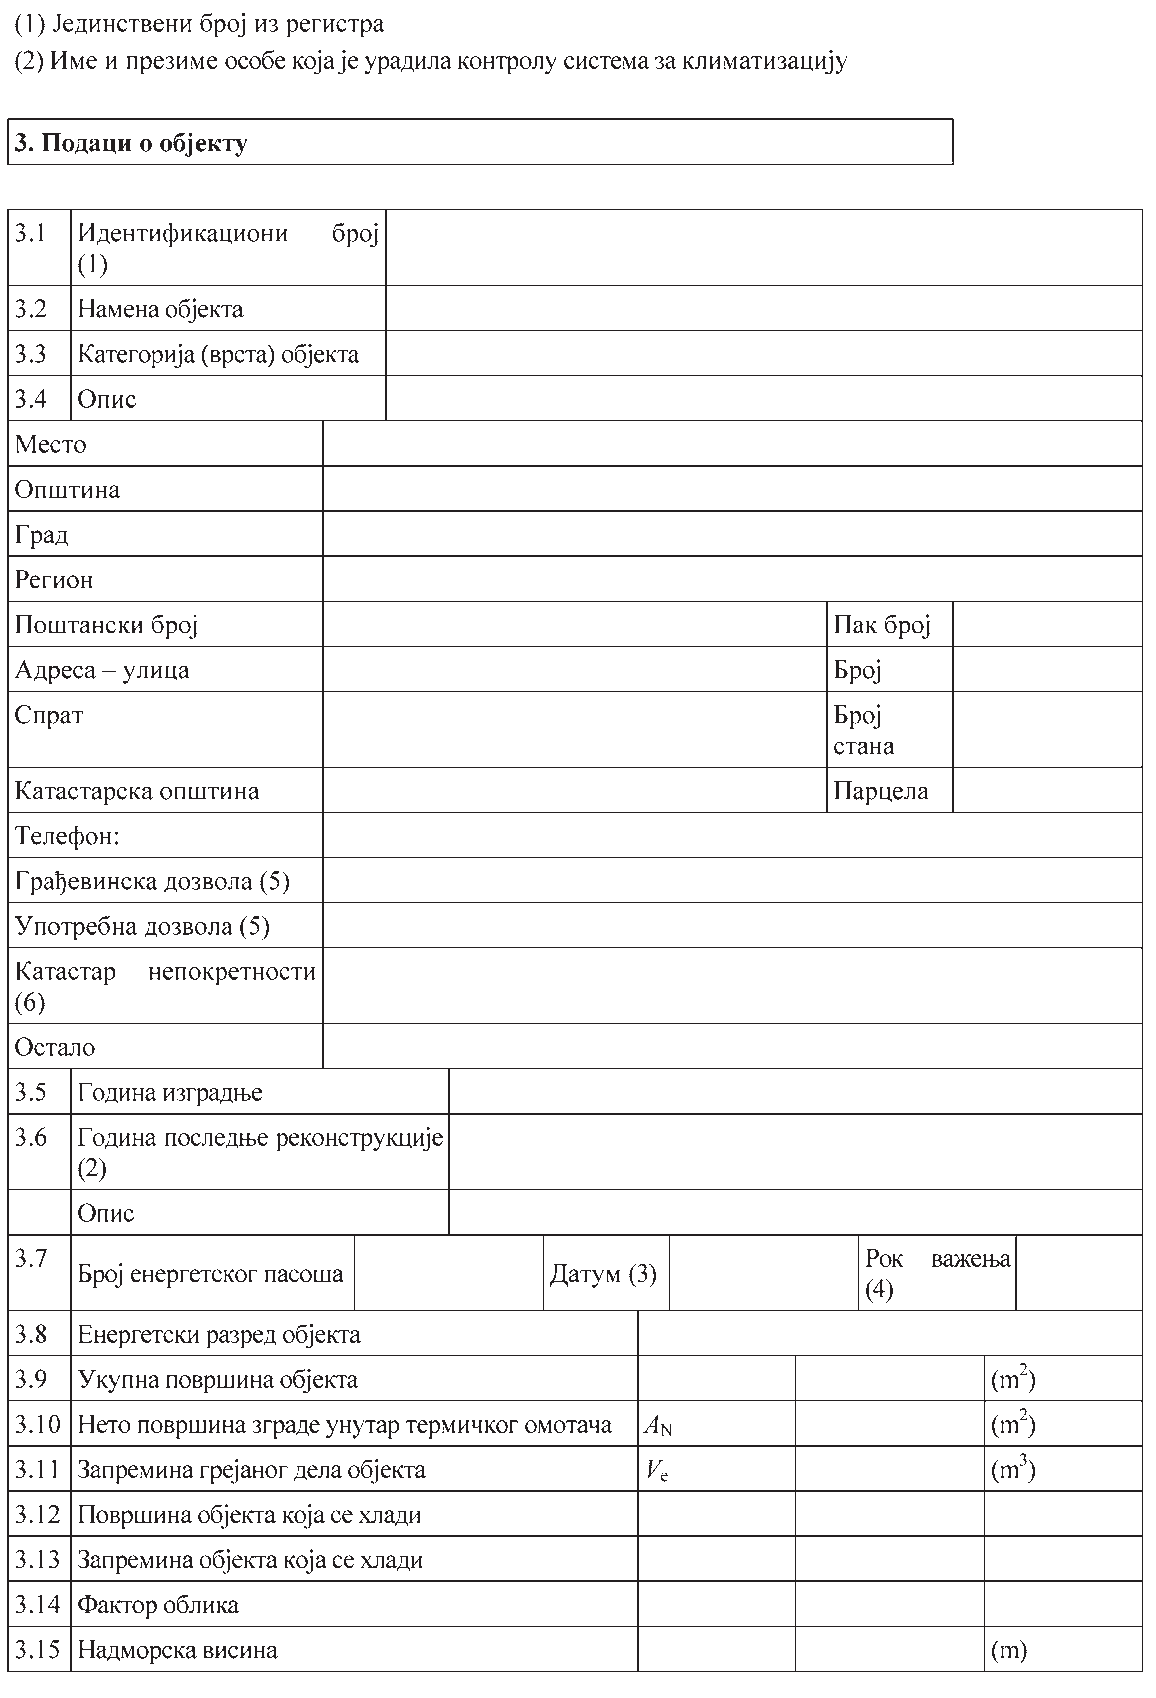 (1) Јединствени број из регистра
(2) Име и презиме особе која је урадила контролу система за климатизацију
3. Подаци о објекту
3.1 Идентификациони број
(1)
3.2 Намена објекта
3.3 Категорија (врста) објекта
3.4 Опис
Место
Општина
Град
Регион
Поштански број Пак број
Адреса – улица Број
Спрат Број
стана
Катастарска општина Парцела
Телефон:
Грађевинска дозвола (5)
Употребна дозвола (5)
Катастар непокретности
(6)
Остало
3.5 Година изградње
3.6 Година последње реконструкције
(2)
Опис
3.7 Број енергетског пасоша Датум (3) Рок важења
(4)
3.8 Енергетски разред објекта
3.9 Укупна површина објекта (m²)
3.10 Нето површина зграде унутар термичког омотача A_N (m²)
3.11 Запремина грејаног дела објекта V_e (m³)
3.12 Површина објекта која се хлади
3.13 Запремина објекта која се хлади
3.14 Фактор облика
3.15 Надморска висина (m)